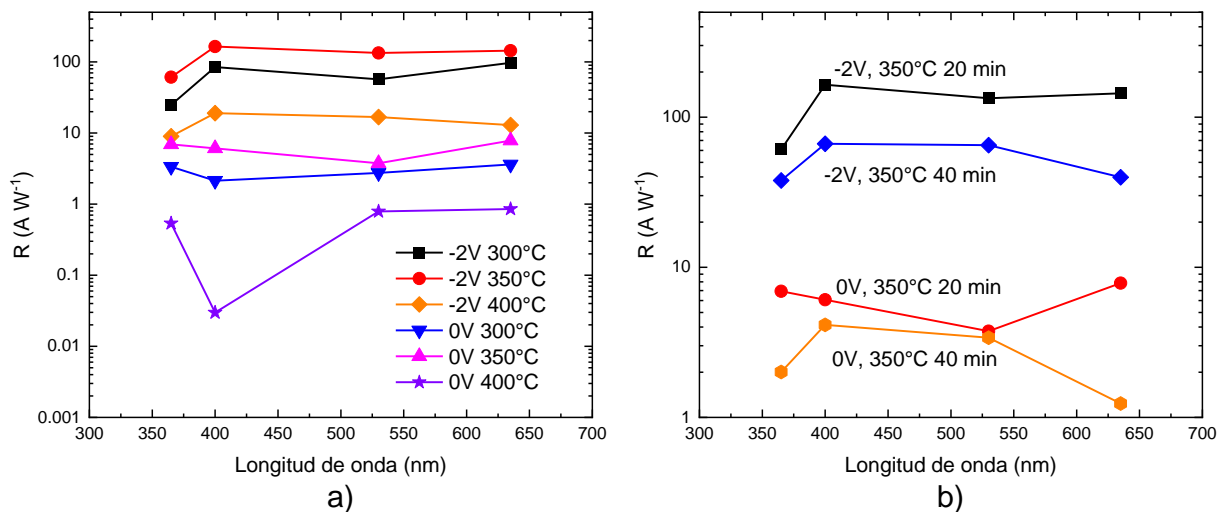 R (A W⁻¹)
100
10
1
0.1
0.01
0.001
300 350 400 450 500 550 600 650 700
Longitud de onda (nm)
-2V 300°C
-2V 350°C
-2V 400°C
0V 300°C
0V 350°C
0V 400°C
a)
R (A W⁻¹)
100
10
1
300 350 400 450 500 550 600 650 700
Longitud de onda (nm)
-2V, 350°C 20 min
-2V, 350°C 40 min
0V, 350°C 20 min
0V, 350°C 40 min
b)